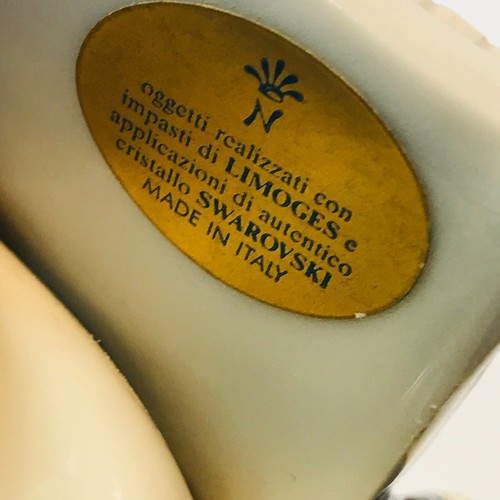 N
oggetti realizzati con
impasti di LIMOGES e
applicazioni di autentico
cristallo SWAROVSKI
MADE IN ITALY